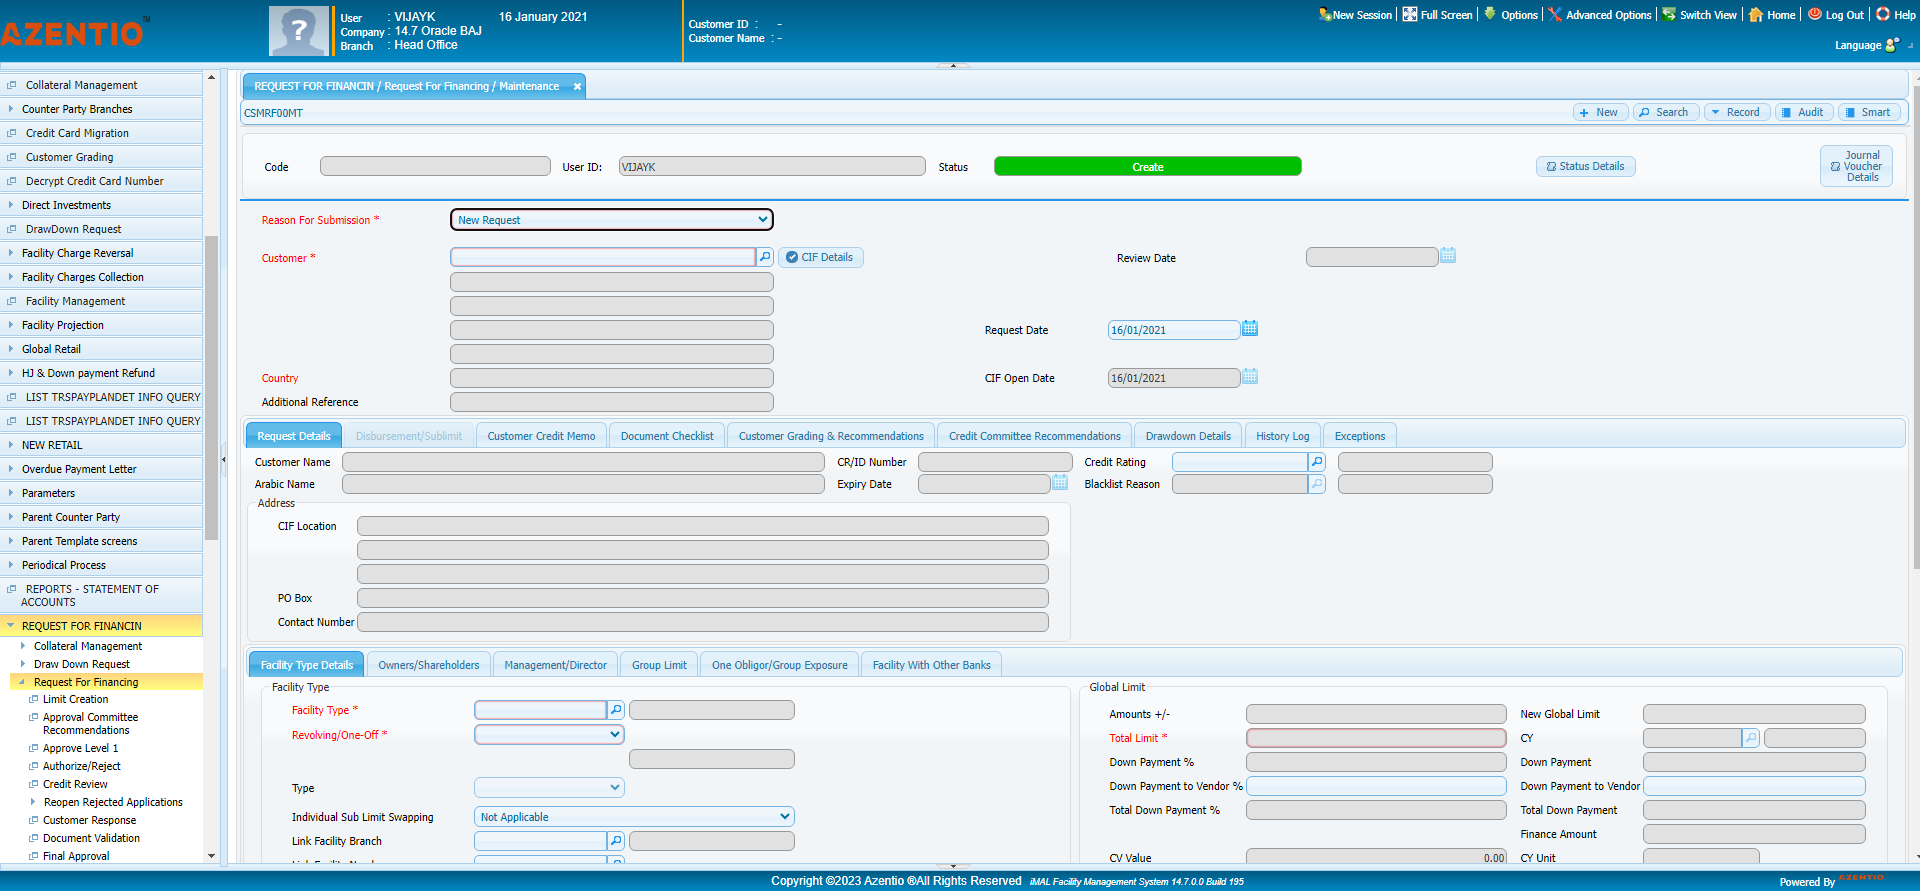 AZENTIO™
User : VIJAYK 16 January 2021
Company : 14.7 Oracle BAJ
Branch : Head Office
Customer ID : -
Customer Name : -
New Session Full Screen Options Advanced Options Switch View Home Log Out Help
Language
Collateral Management
Counter Party Branches
Credit Card Migration
Customer Grading
Decrypt Credit Card Number
Direct Investments
DrawDown Request
Facility Charge Reversal
Facility Charges Collection
Facility Management
Facility Projection
Global Retail
HJ & Down payment Refund
LIST TRSPAYPLANDET INFO QUERY
LIST TRSPAYPLANDET INFO QUERY
NEW RETAIL
Overdue Payment Letter
Parameters
Parent Counter Party
Parent Template screens
Periodical Process
REPORTS - STATEMENT OF
ACCOUNTS
REQUEST FOR FINANCIN
Collateral Management
Draw Down Request
Request For Financing
Limit Creation
Approval Committee
Recommendations
Approve Level 1
Authorize/Reject
Credit Review
Reopen Rejected Applications
Customer Response
Document Validation
Final Approval
REQUEST FOR FINANCIN / Request For Financing / Maintenance
CSMRF00MT
New Search Record Audit Smart
Code User ID: VIJAYK Status Create Status Details
Journal
Voucher
Details
Reason For Submission * New Request
Customer * CIF Details Review Date
Request Date 16/01/2021
Country CIF Open Date 16/01/2021
Additional Reference
Request Details Disbursement/Sublimit Customer Credit Memo Document Checklist Customer Grading & Recommendations Credit Committee Recommendations Drawdown Details History Log Exceptions
Customer Name CR/ID Number Credit Rating
Arabic Name Expiry Date Blacklist Reason
Address
CIF Location
PO Box
Contact Number
Facility Type Details Owners/Shareholders Management/Director Group Limit One Obligor/Group Exposure Facility With Other Banks
Facility Type Global Limit
Facility Type * Amounts +/- New Global Limit
Revolving/One-Off * Total Limit * CY
Down Payment % Down Payment
Type Down Payment to Vendor % Down Payment to Vendor
Individual Sub Limit Swapping Not Applicable Total Down Payment % Total Down Payment
Link Facility Branch Finance Amount
CV Value 0.00 CY Unit
Copyright ©2023 Azentio ®All Rights Reserved iMAL Facility Management System 14.7.0.0 Build 195
Powered By AZENTIO